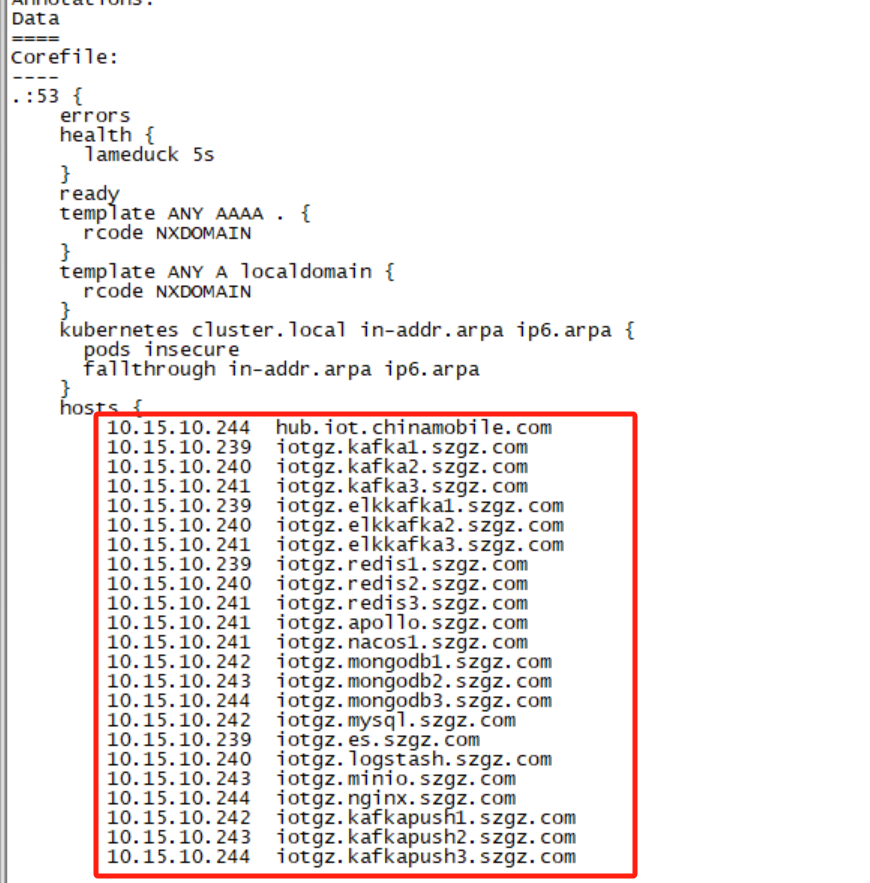 Annotations:
Data
====
Corefile:
----
.:53 {
    errors
    health {
      lameduck 5s
    }
    ready
    template ANY AAAA . {
      rcode NXDOMAIN
    }
    template ANY A localdomain {
      rcode NXDOMAIN
    }
    kubernetes cluster.local in-addr.arpa ip6.arpa {
      pods insecure
      fallthrough in-addr.arpa ip6.arpa
    }
    hosts {
        10.15.10.244  hub.iot.chinamobile.com
        10.15.10.239  iotgz.kafka1.szgz.com
        10.15.10.240  iotgz.kafka2.szgz.com
        10.15.10.241  iotgz.kafka3.szgz.com
        10.15.10.239  iotgz.elkkafka1.szgz.com
        10.15.10.240  iotgz.elkkafka2.szgz.com
        10.15.10.241  iotgz.elkkafka3.szgz.com
        10.15.10.239  iotgz.redis1.szgz.com
        10.15.10.240  iotgz.redis2.szgz.com
        10.15.10.241  iotgz.redis3.szgz.com
        10.15.10.241  iotgz.apollo.szgz.com
        10.15.10.241  iotgz.nacos1.szgz.com
        10.15.10.242  iotgz.mongodb1.szgz.com
        10.15.10.243  iotgz.mongodb2.szgz.com
        10.15.10.244  iotgz.mongodb3.szgz.com
        10.15.10.242  iotgz.mysql.szgz.com
        10.15.10.239  iotgz.es.szgz.com
        10.15.10.240  iotgz.logstash.szgz.com
        10.15.10.243  iotgz.minio.szgz.com
        10.15.10.244  iotgz.nginx.szgz.com
        10.15.10.242  iotgz.kafkapush1.szgz.com
        10.15.10.243  iotgz.kafkapush2.szgz.com
        10.15.10.244  iotgz.kafkapush3.szgz.com